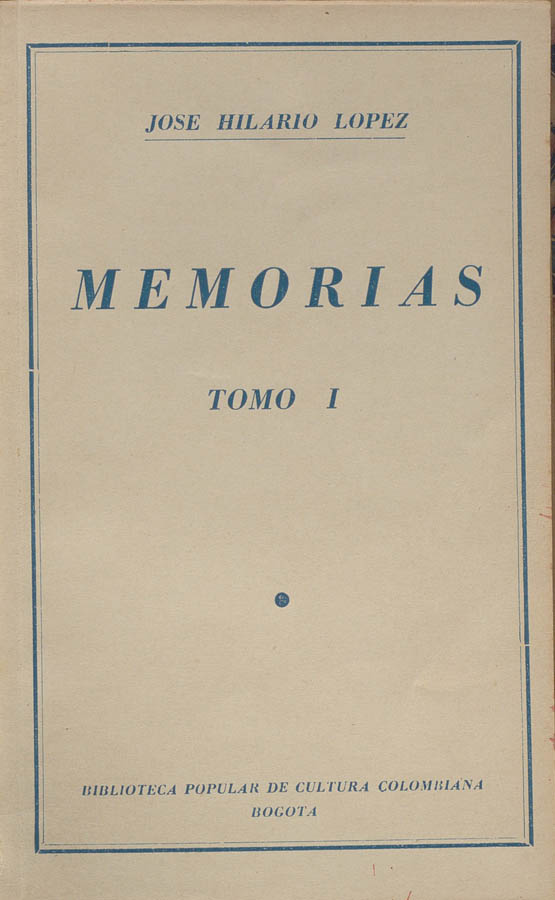 JOSE HILARIO LOPEZ
MEMORIAS
TOMO I
BIBLIOTECA POPULAR DE CULTURA COLOMBIANA
BOGOTA